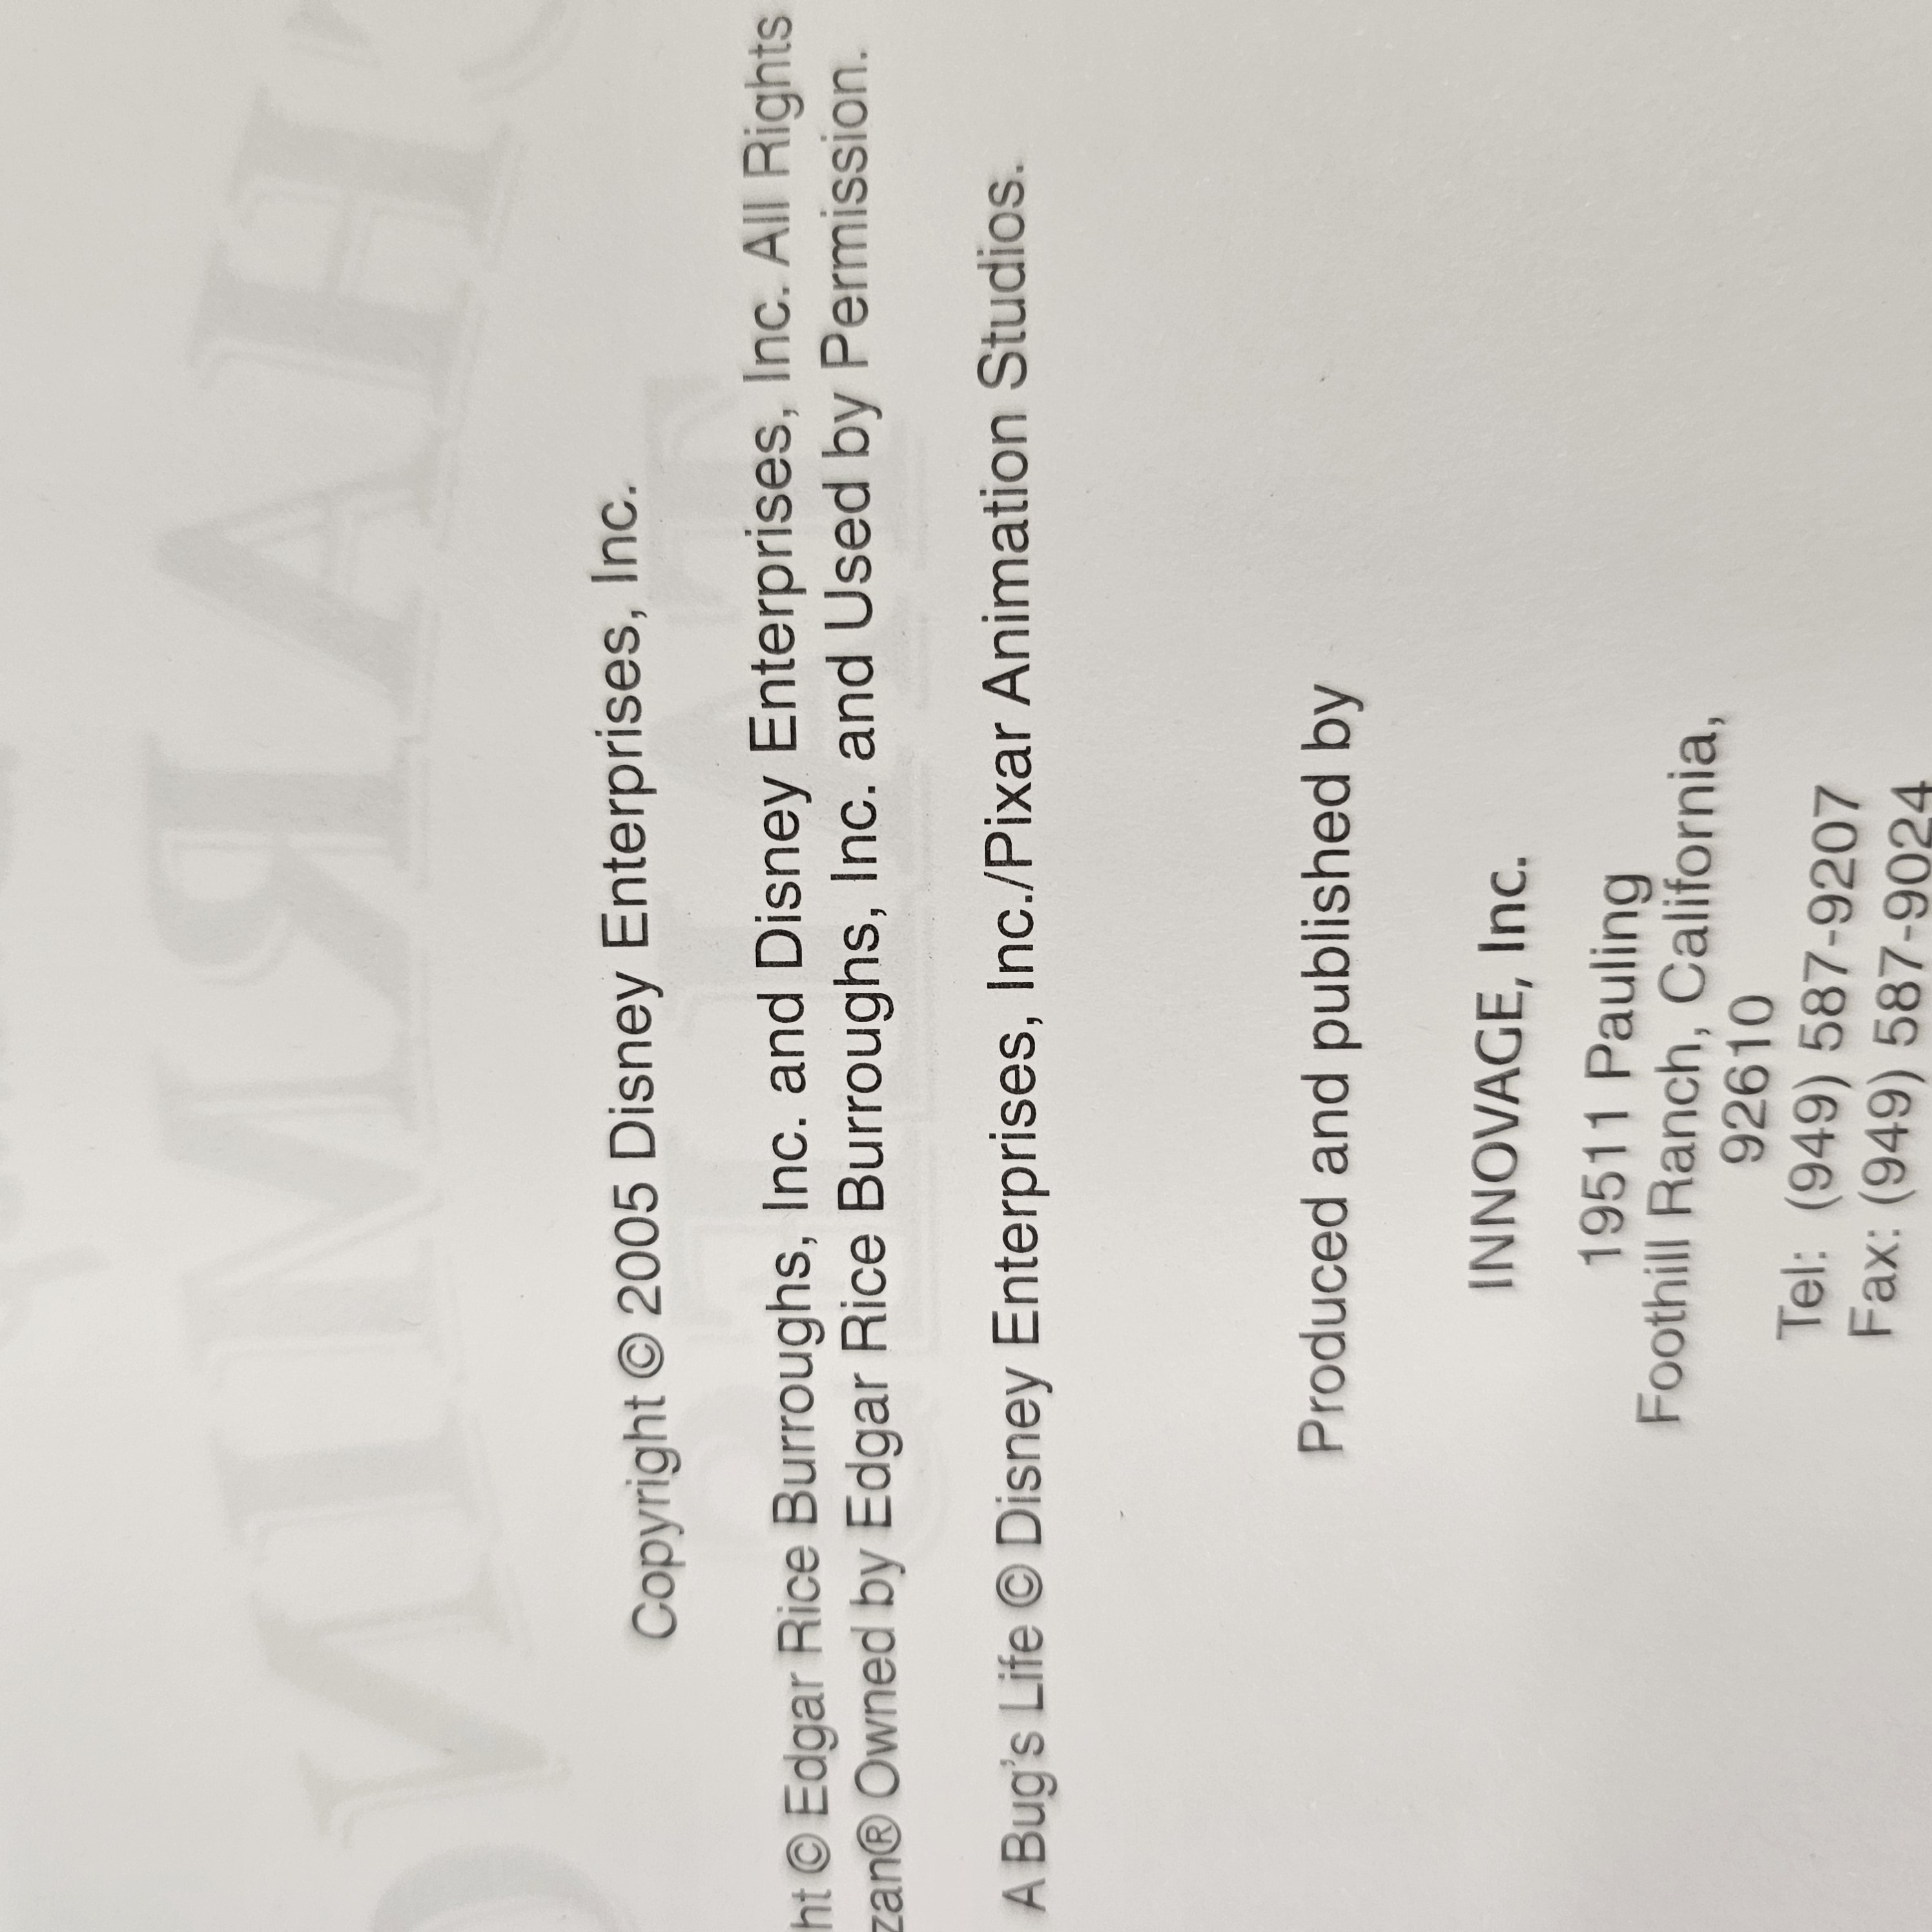 CHARMING
Copyright © 2005 Disney Enterprises, Inc.
TALES
ht © Edgar Rice Burroughs, Inc. and Disney Enterprises, Inc. All Rights
zan® Owned by Edgar Rice Burroughs, Inc. and Used by Permission.
A Bug's Life © Disney Enterprises, Inc./Pixar Animation Studios.
Produced and published by
INNOVAGE, Inc.
19511 Pauling
Foothill Ranch, California,
92610
Tel: (949) 587-9207
Fax: (949) 587-9024